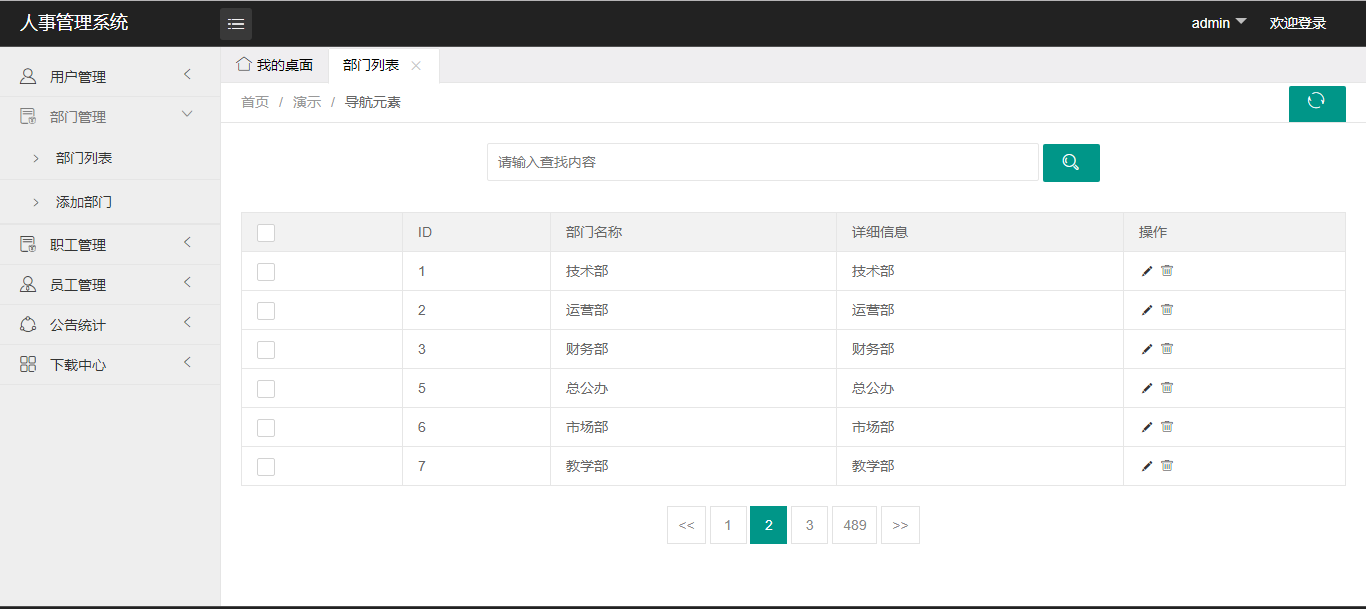 人事管理系统
admin 欢迎登录
用户管理
部门管理
部门列表
添加部门
职工管理
员工管理
公告统计
下载中心
我的桌面 部门列表
首页 / 演示 / 导航元素
请输入查找内容
ID 部门名称 详细信息 操作
1 技术部 技术部
2 运营部 运营部
3 财务部 财务部
5 总公办 总公办
6 市场部 市场部
7 教学部 教学部
<< 1 2 3 489 >>